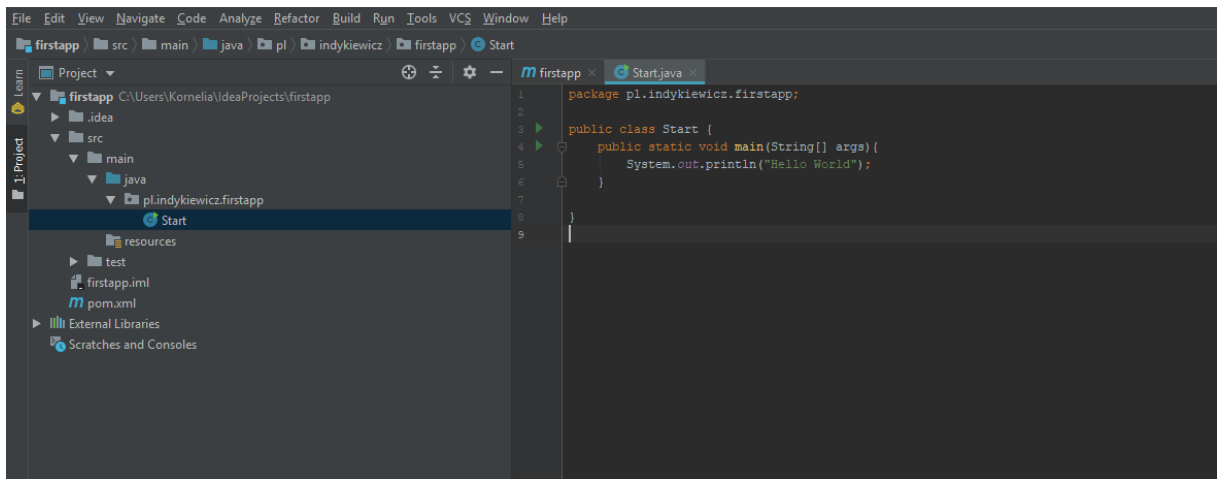 File Edit View Navigate Code Analyze Refactor Build Run Tools VCS Window Help
firstapp src main java pl indykiewicz firstapp Start
Learn
1: Project
Project
firstapp C:\Users\Kornelia\IdeaProjects\firstapp
.idea
src
main
java
pl.indykiewicz.firstapp
Start
resources
test
firstapp.iml
pom.xml
External Libraries
Scratches and Consoles
firstapp Start.java
1 package pl.indykiewicz.firstapp;
2
3 public class Start {
4 public static void main(String[] args){
5 System.out.println("Hello World");
6 }
7
8 }
9